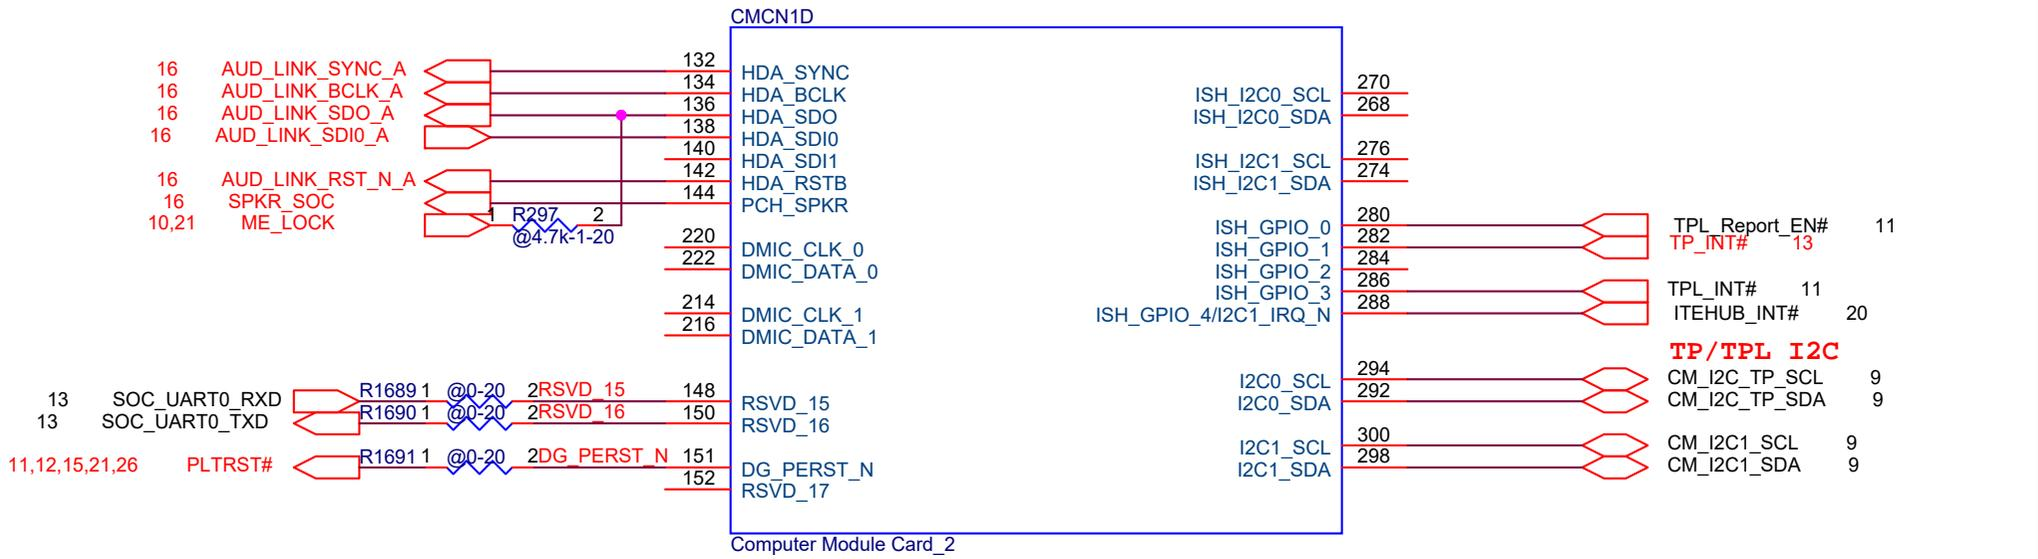 CMCN1D
16 AUD_LINK_SYNC_A 132 HDA_SYNC
16 AUD_LINK_BCLK_A 134 HDA_BCLK
16 AUD_LINK_SDO_A 136 HDA_SDO
16 AUD_LINK_SDI0_A 138 HDA_SDI0
140 HDA_SDI1
16 AUD_LINK_RST_N_A 142 HDA_RSTB
16 SPKR_SOC 144 PCH_SPKR
10,21 ME_LOCK 1 R297 2
@4.7k-1-20
220 DMIC_CLK_0
222 DMIC_DATA_0
214 DMIC_CLK_1
216 DMIC_DATA_1
13 SOC_UART0_RXD R1689 1 @0-20 2 RSVD_15 148 RSVD_15
13 SOC_UART0_TXD R1690 1 @0-20 2 RSVD_16 150 RSVD_16
11,12,15,21,26 PLTRST# R1691 1 @0-20 2 DG_PERST_N 151 DG_PERST_N
152 RSVD_17
ISH_I2C0_SCL 270
ISH_I2C0_SDA 268
ISH_I2C1_SCL 276
ISH_I2C1_SDA 274
ISH_GPIO_0 280 TPL_Report_EN# 11
ISH_GPIO_1 282 TP_INT# 13
ISH_GPIO_2 284
ISH_GPIO_3 286 TPL_INT# 11
ISH_GPIO_4/I2C1_IRQ_N 288 ITEHUB_INT# 20
TP/TPL I2C
I2C0_SCL 294 CM_I2C_TP_SCL 9
I2C0_SDA 292 CM_I2C_TP_SDA 9
I2C1_SCL 300 CM_I2C1_SCL 9
I2C1_SDA 298 CM_I2C1_SDA 9
Computer Module Card_2